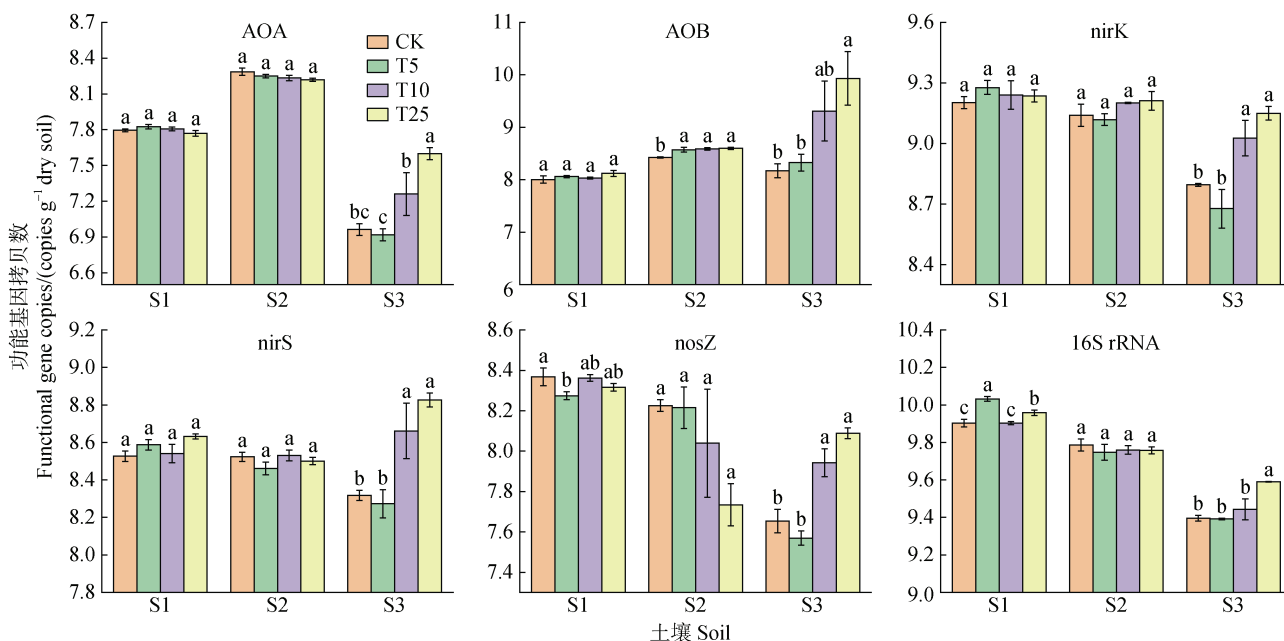 功能基因拷贝数
Functional gene copies/(copies g⁻¹ dry soil)
AOA
8.7
8.4
8.1
7.8
7.5
7.2
6.9
6.6
CK
T5
T10
T25
a a a a
a a a a
bc c b a
S1 S2 S3
AOB
11
10
9
8
7
6
a a a a
b a a a
b b ab a
S1 S2 S3
nirK
9.6
9.3
9.0
8.7
8.4
a a a a
a a a a
b b a a
S1 S2 S3
nirS
9.2
9.0
8.8
8.6
8.4
8.2
8.0
7.8
a a a a
a a a a
b b a a
S1 S2 S3
nosZ
8.6
8.4
8.2
8.0
7.8
7.6
7.4
a b ab ab
a a a a
b b a a
S1 S2 S3
16S rRNA
10.4
10.2
10.0
9.8
9.6
9.4
9.2
9.0
c a c b
a a a a
b b b a
S1 S2 S3
土壤 Soil